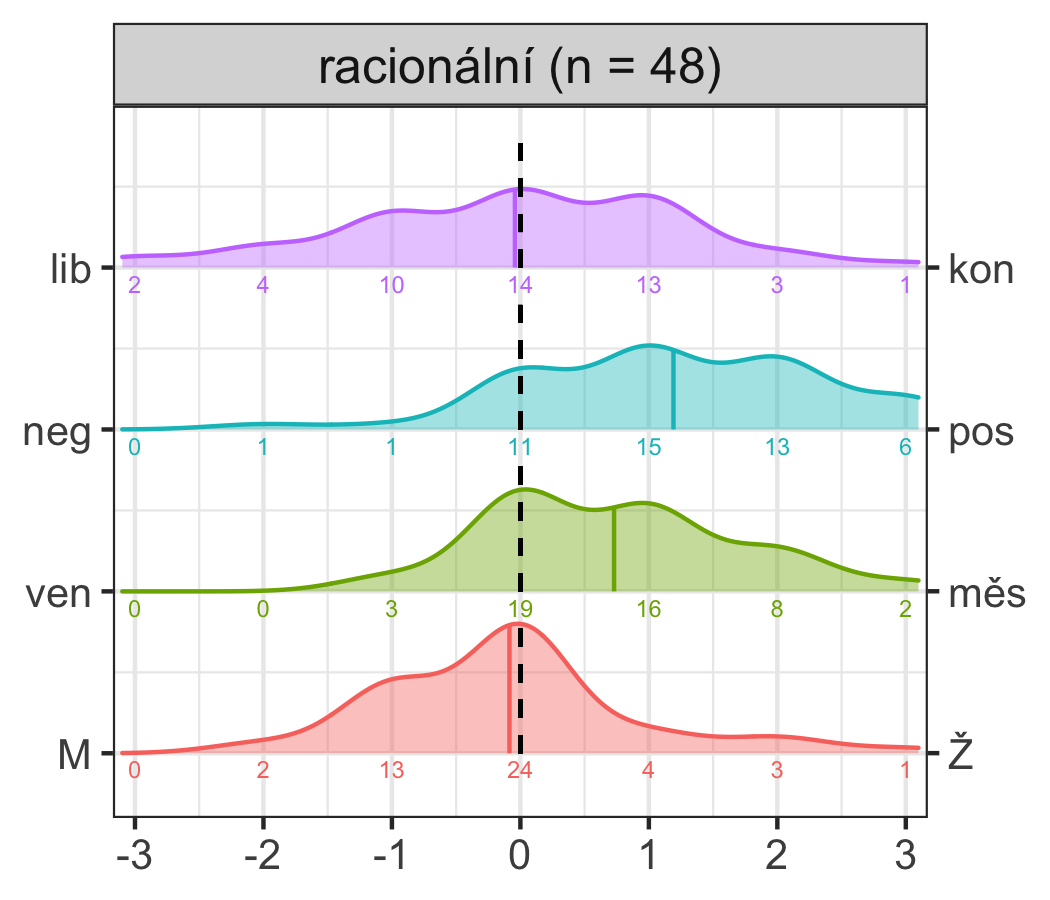 racionální (n = 48)
lib kon
2 4 10 14 13 3 1
neg pos
0 1 1 11 15 13 6
ven měs
0 0 3 19 16 8 2
M Ž
0 2 13 24 4 3 1
-3 -2 -1 0 1 2 3